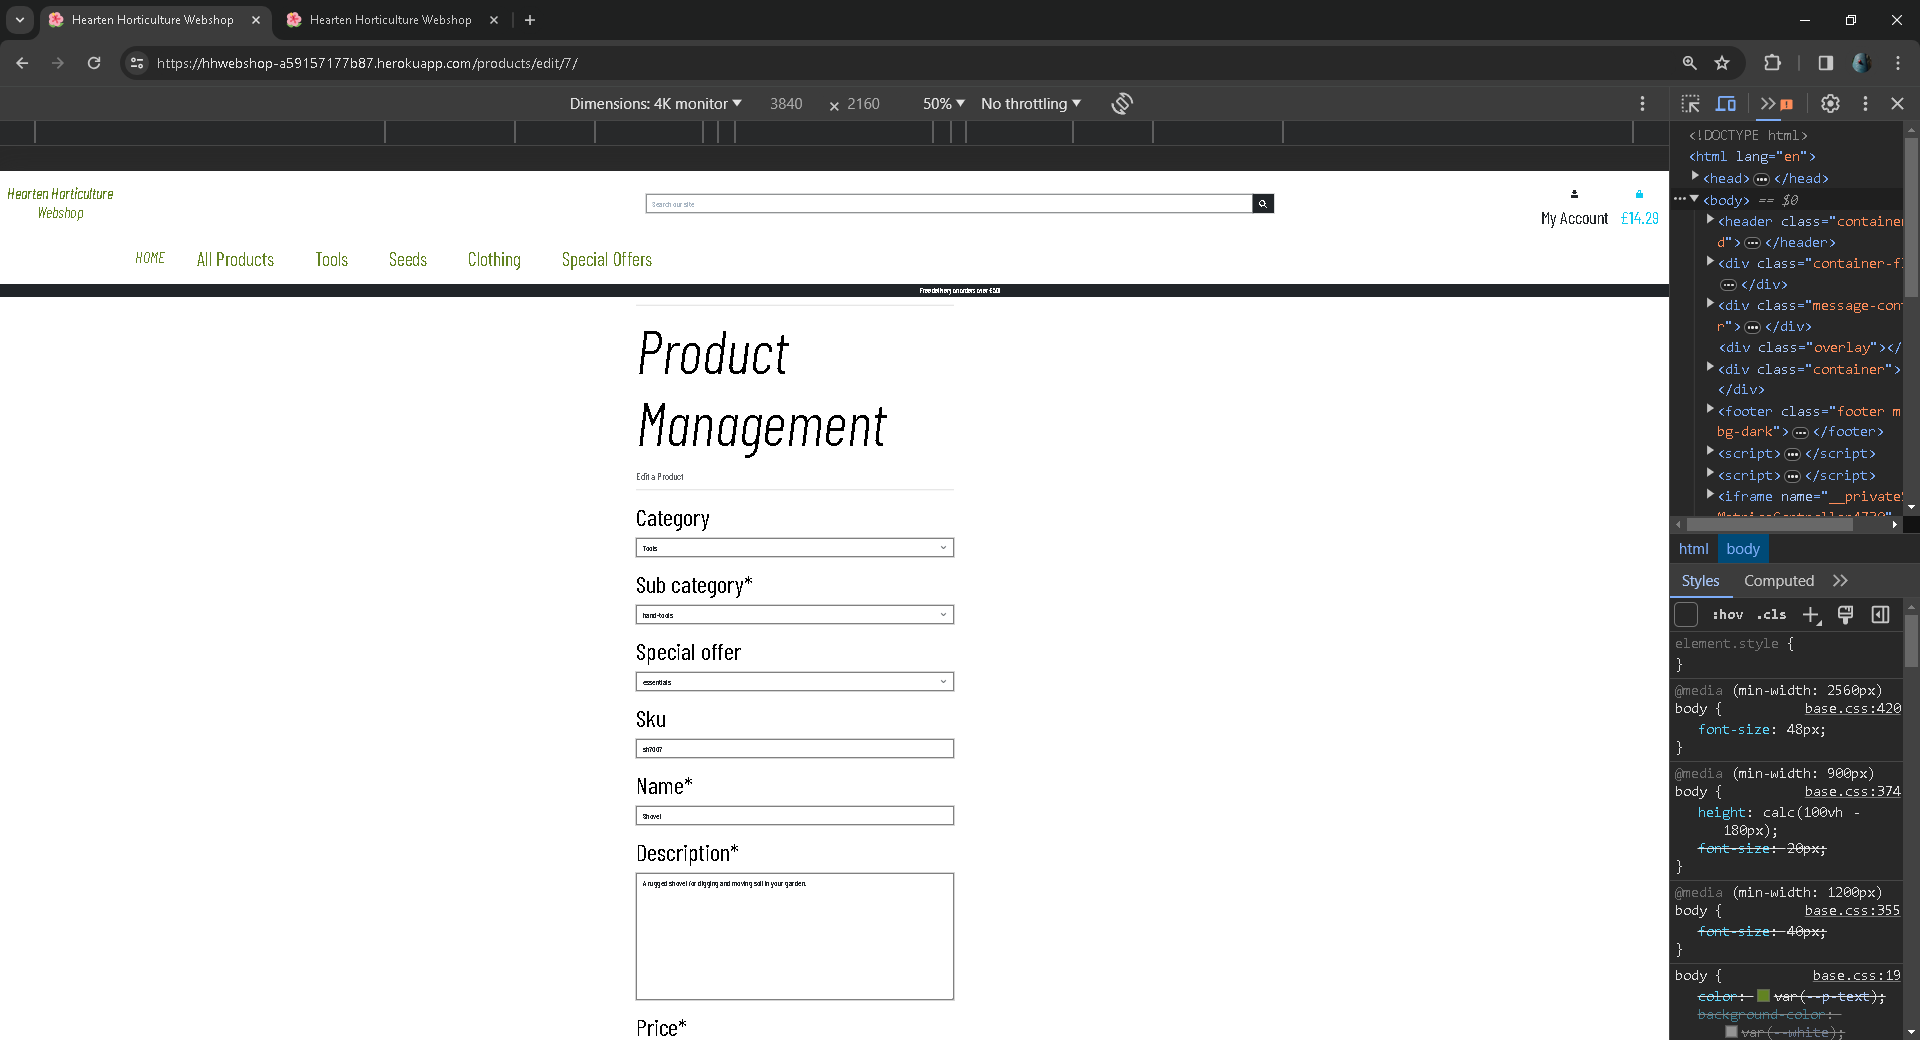 Hearten Horticulture Webshop
Hearten Horticulture Webshop
https://hhwebshop-a59157177b87.herokuapp.com/products/edit/7/
Dimensions: 4K monitor 3840 × 2160 50% No throttling
Hearten Horticulture
Webshop
Search our site
My Account £14.29
HOME All Products Tools Seeds Clothing Special Offers
Free delivery on orders over £50!
Product
Management
Edit a Product
Category
Tools
Sub category*
hand-tools
Special offer
essentials
Sku
sh7007
Name*
Shovel
Description*
A rugged shovel for digging and moving soil in your garden.
Price*
<!DOCTYPE html>
<html lang="en">
<head> ••• </head>
••• <body> == $0
<header class="container
d"> ••• </header>
<div class="container-fl
••• </div>
<div class="message-con
r"> ••• </div>
<div class="overlay"></
<div class="container">
</div>
<footer class="footer m
bg-dark"> ••• </footer>
<script> ••• </script>
<script> ••• </script>
<iframe name="__privateS
html body
Styles Computed
:hov .cls
element.style {
}
@media (min-width: 2560px)
body { base.css:420
font-size: 48px;
}
@media (min-width: 900px)
body { base.css:374
height: calc(100vh -
180px);
font-size: 20px;
}
@media (min-width: 1200px)
body { base.css:355
font-size: 40px;
}
body { base.css:19
color: var(--p-text);
background-color:
var(--white);